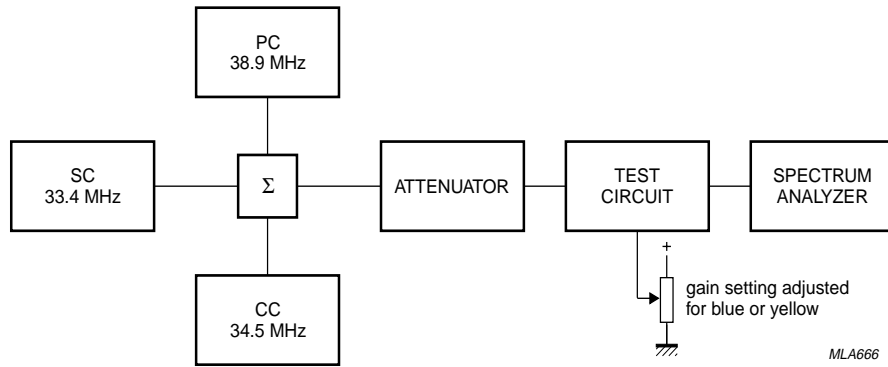 PC
38.9 MHz
SC
33.4 MHz
Σ
ATTENUATOR
TEST
CIRCUIT
SPECTRUM
ANALYZER
CC
34.5 MHz
+
gain setting adjusted
for blue or yellow
MLA666